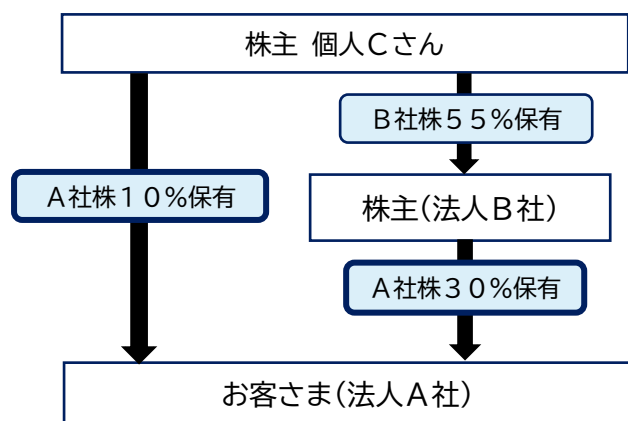 株主 個人Cさん
B社株５５%保有
A社株１０%保有
株主(法人B社)
A社株３０%保有
お客さま(法人A社)